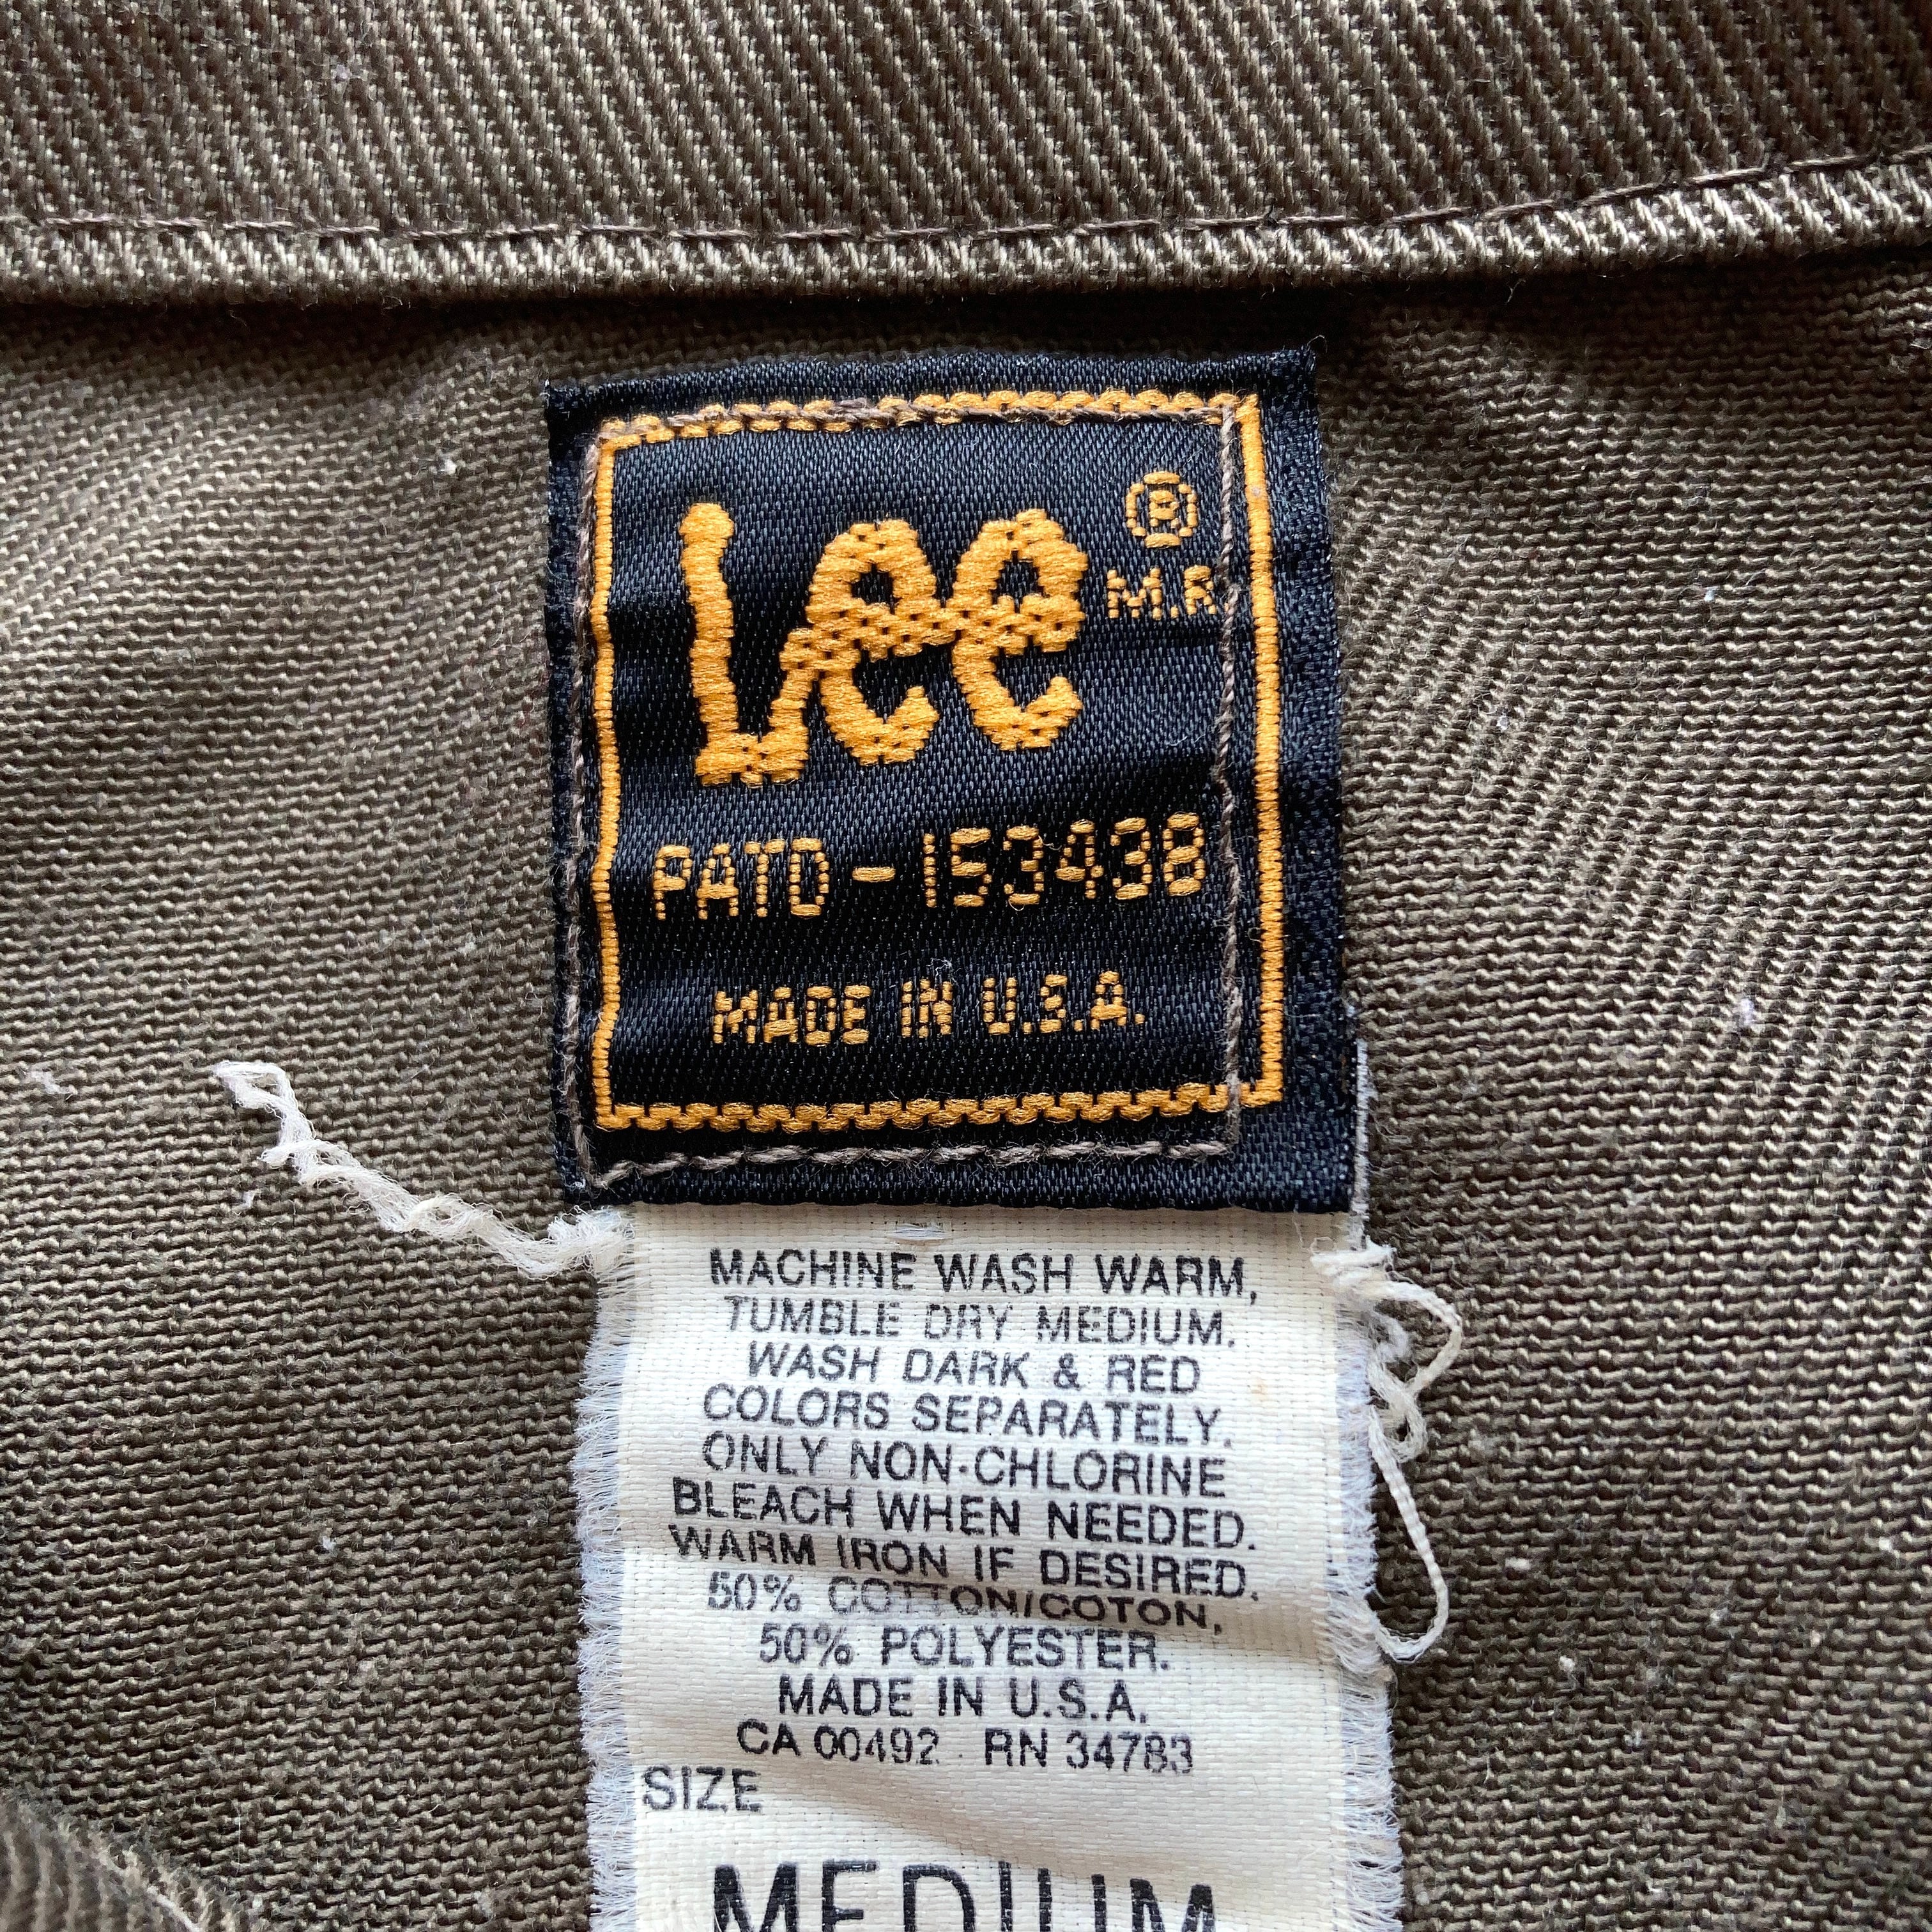 Lee ®
M.R.
PATD - 153438
MADE IN U.S.A.
MACHINE WASH WARM,
TUMBLE DRY MEDIUM.
WASH DARK & RED
COLORS SEPARATELY.
ONLY NON-CHLORINE
BLEACH WHEN NEEDED.
WARM IRON IF DESIRED.
50% COTTON/COTON,
50% POLYESTER.
MADE IN U.S.A.
CA 00492 RN 34783
SIZE
MEDIUM